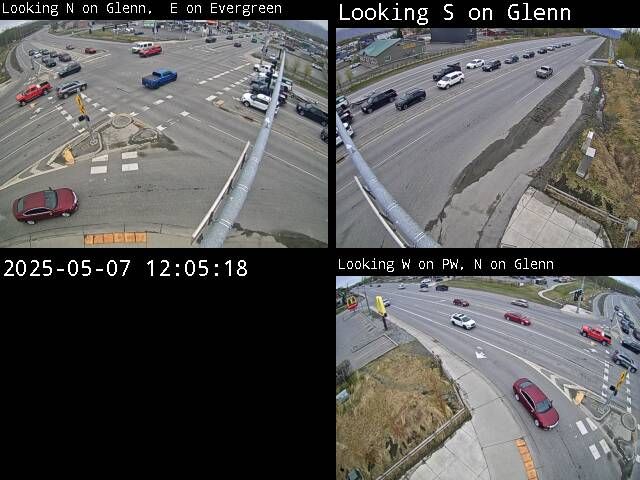 Looking N on Glenn,  E on Evergreen
Looking S on Glenn
2025-05-07 12:05:18
Looking W on PW, N on Glenn